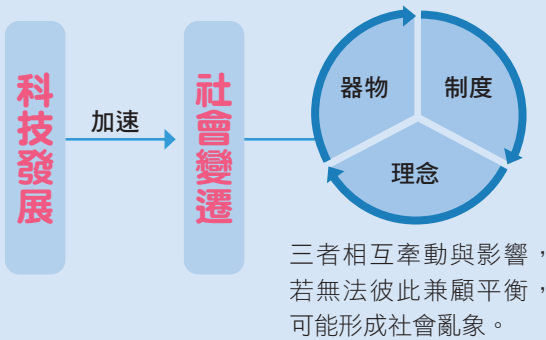 科技發展
加速
社會變遷
器物
制度
理念
三者相互牽動與影響，
若無法彼此兼顧平衡，
可能形成社會亂象。